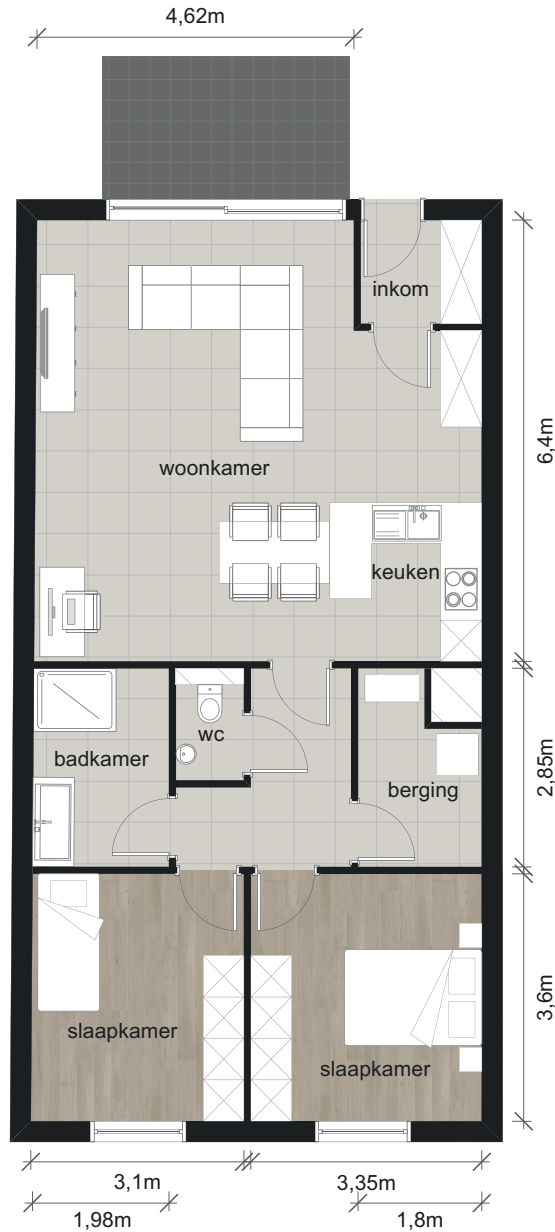 4,62m
inkom
6,4m
woonkamer
keuken
wc
badkamer
berging
2,85m
slaapkamer
slaapkamer
3,6m
3,1m
3,35m
1,98m
1,8m